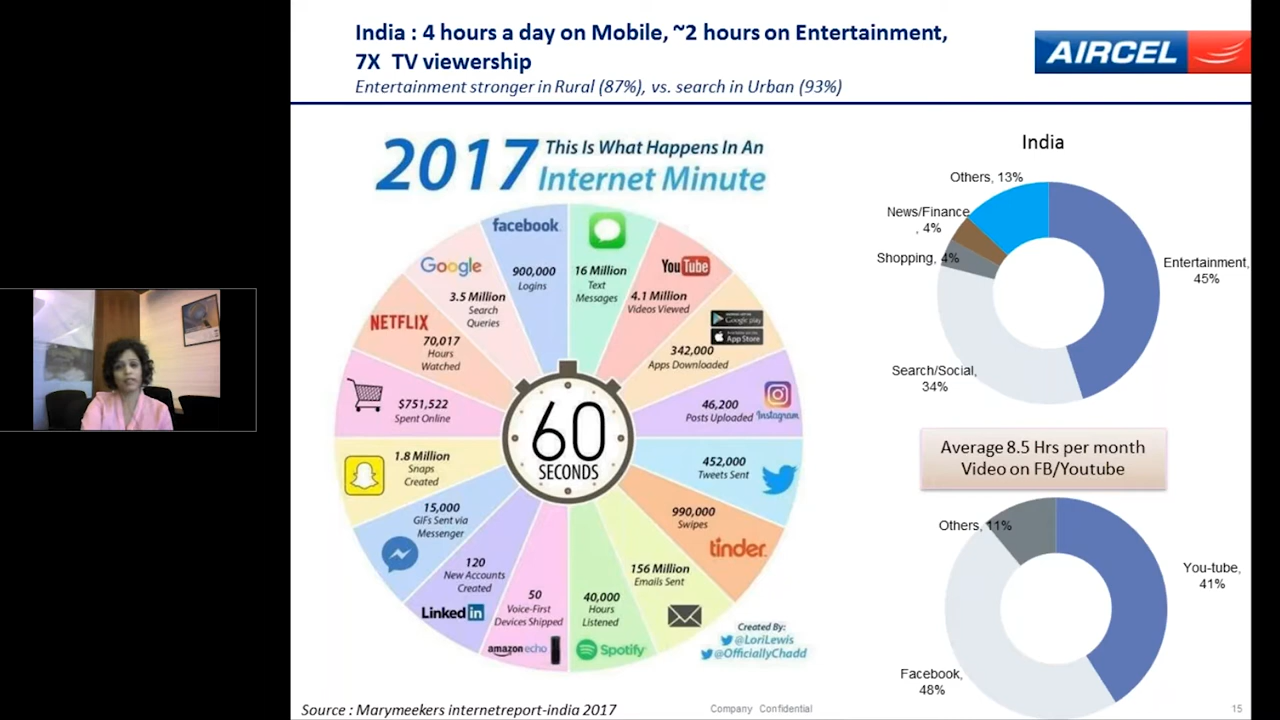 India : 4 hours a day on Mobile, ~2 hours on Entertainment,
7X TV viewership
Entertainment stronger in Rural (87%), vs. search in Urban (93%)
AIRCEL
2017 This Is What Happens In An
Internet Minute
facebook
900,000
Logins
16 Million
Text
Messages
YouTube
4.1 Million
Videos Viewed
Google play
App Store
342,000
Apps Downloaded
46,200
Posts Uploaded
Instagram
452,000
Tweets Sent
990,000
Swipes
tinder
156 Million
Emails Sent
40,000
Hours
Listened
Spotify
50
Voice-First
Devices Shipped
amazon echo
120
New Accounts
Created
Linked in
15,000
GIFs Sent via
Messenger
1.8 Million
Snaps
Created
$751,522
Spent Online
NETFLIX
70,017
Hours
Watched
Google
3.5 Million
Search
Queries
60
SECONDS
Created By:
@LoriLewis
@OfficiallyChadd
India
Others, 13%
News/Finance
, 4%
Shopping, 4%
Entertainment,
45%
Search/Social,
34%
Average 8.5 Hrs per month
Video on FB/Youtube
Others, 11%
You-tube,
41%
Facebook,
48%
Source : Marymeekers internetreport-india 2017
Company Confidential
15